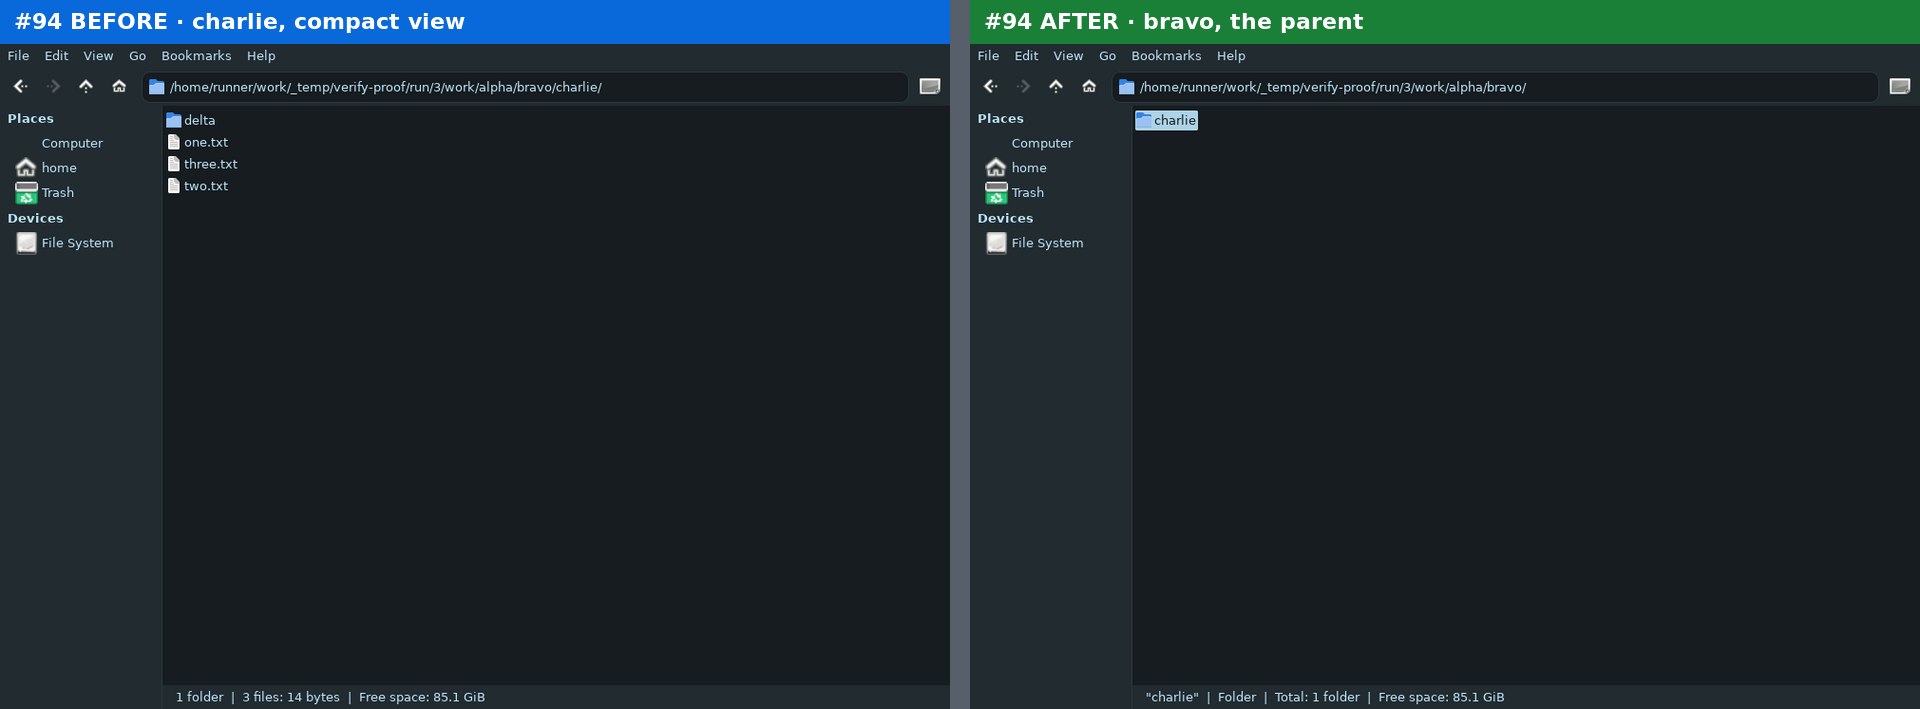 #94 BEFORE · charlie, compact view
File Edit View Go Bookmarks Help
/home/runner/work/_temp/verify-proof/run/3/work/alpha/bravo/charlie/
Places
Computer
home
Trash
Devices
File System
delta
one.txt
three.txt
two.txt
1 folder | 3 files: 14 bytes | Free space: 85.1 GiB
#94 AFTER · bravo, the parent
File Edit View Go Bookmarks Help
/home/runner/work/_temp/verify-proof/run/3/work/alpha/bravo/
Places
Computer
home
Trash
Devices
File System
charlie
"charlie" | Folder | Total: 1 folder | Free space: 85.1 GiB